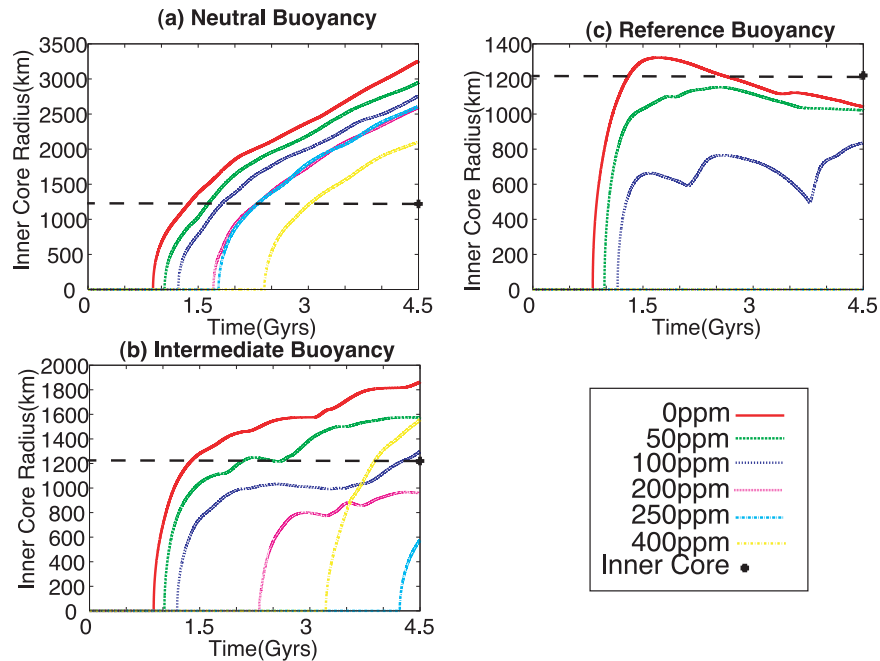 (a) Neutral Buoyancy
Inner Core Radius(km)
3500
3000
2500
2000
1500
1000
500
0
0
1.5
3
4.5
Time(Gyrs)
(c) Reference Buoyancy
Inner Core Radius(km)
1400
1200
1000
800
600
400
200
0
0
1.5
3
4.5
Time(Gyrs)
(b) Intermediate Buoyancy
Inner Core Radius(km)
2000
1800
1600
1400
1200
1000
800
600
400
200
0
0
1.5
3
4.5
Time(Gyrs)
0ppm
50ppm
100ppm
200ppm
250ppm
400ppm
Inner Core